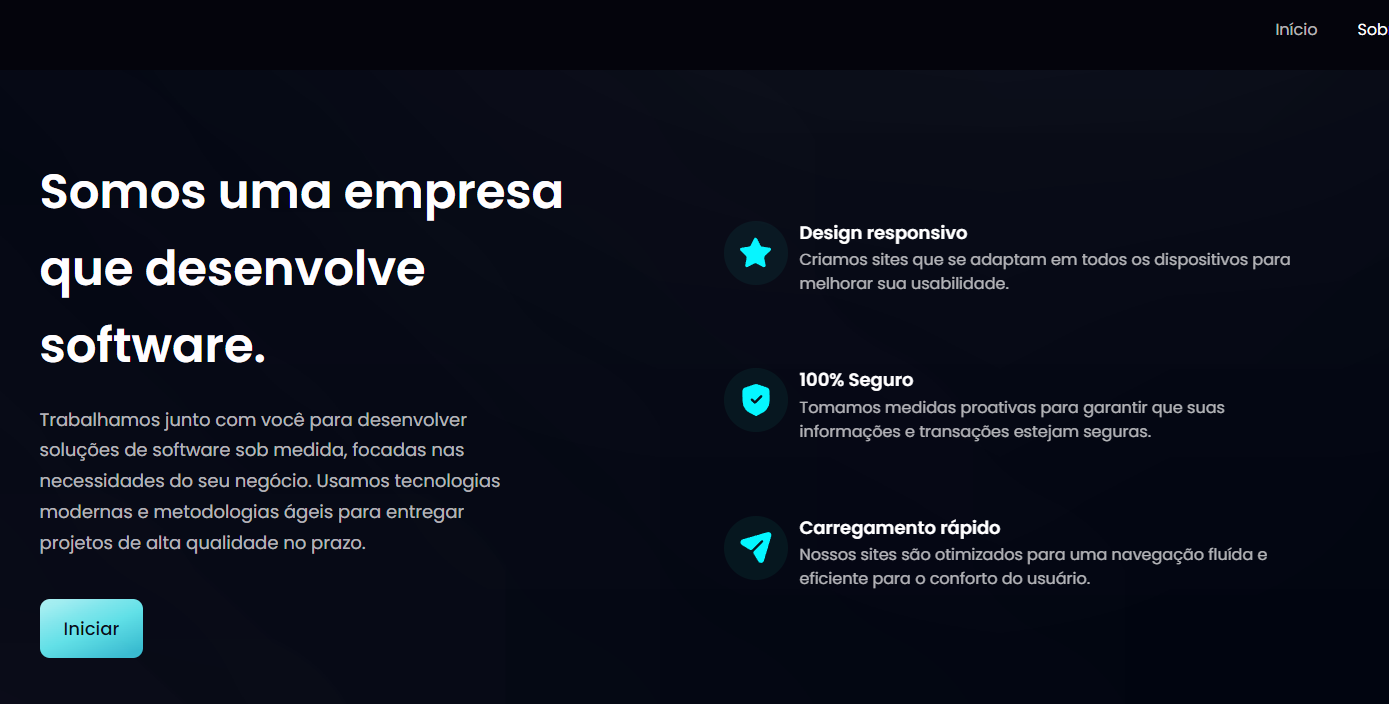 Início Sob
Somos uma empresa
que desenvolve
software.
Trabalhamos junto com você para desenvolver
soluções de software sob medida, focadas nas
necessidades do seu negócio. Usamos tecnologias
modernas e metodologias ágeis para entregar
projetos de alta qualidade no prazo.
Iniciar
Design responsivo
Criamos sites que se adaptam em todos os dispositivos para
melhorar sua usabilidade.
100% Seguro
Tomamos medidas proativas para garantir que suas
informações e transações estejam seguras.
Carregamento rápido
Nossos sites são otimizados para uma navegação fluída e
eficiente para o conforto do usuário.